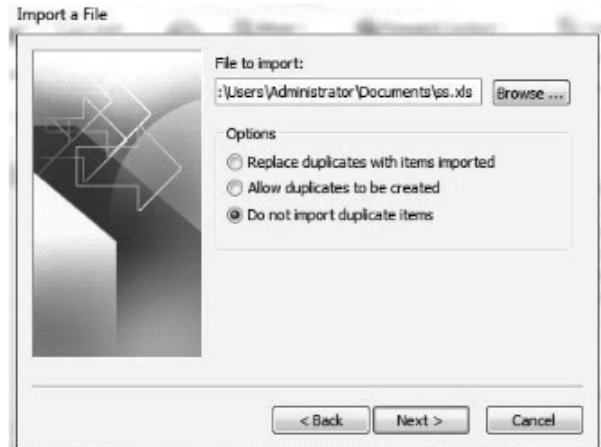 Import a File
File to import:
:\Users\Administrator\Documents\ss.xls
Browse ...
Options
Replace duplicates with items imported
Allow duplicates to be created
Do not import duplicate items
< Back
Next >
Cancel